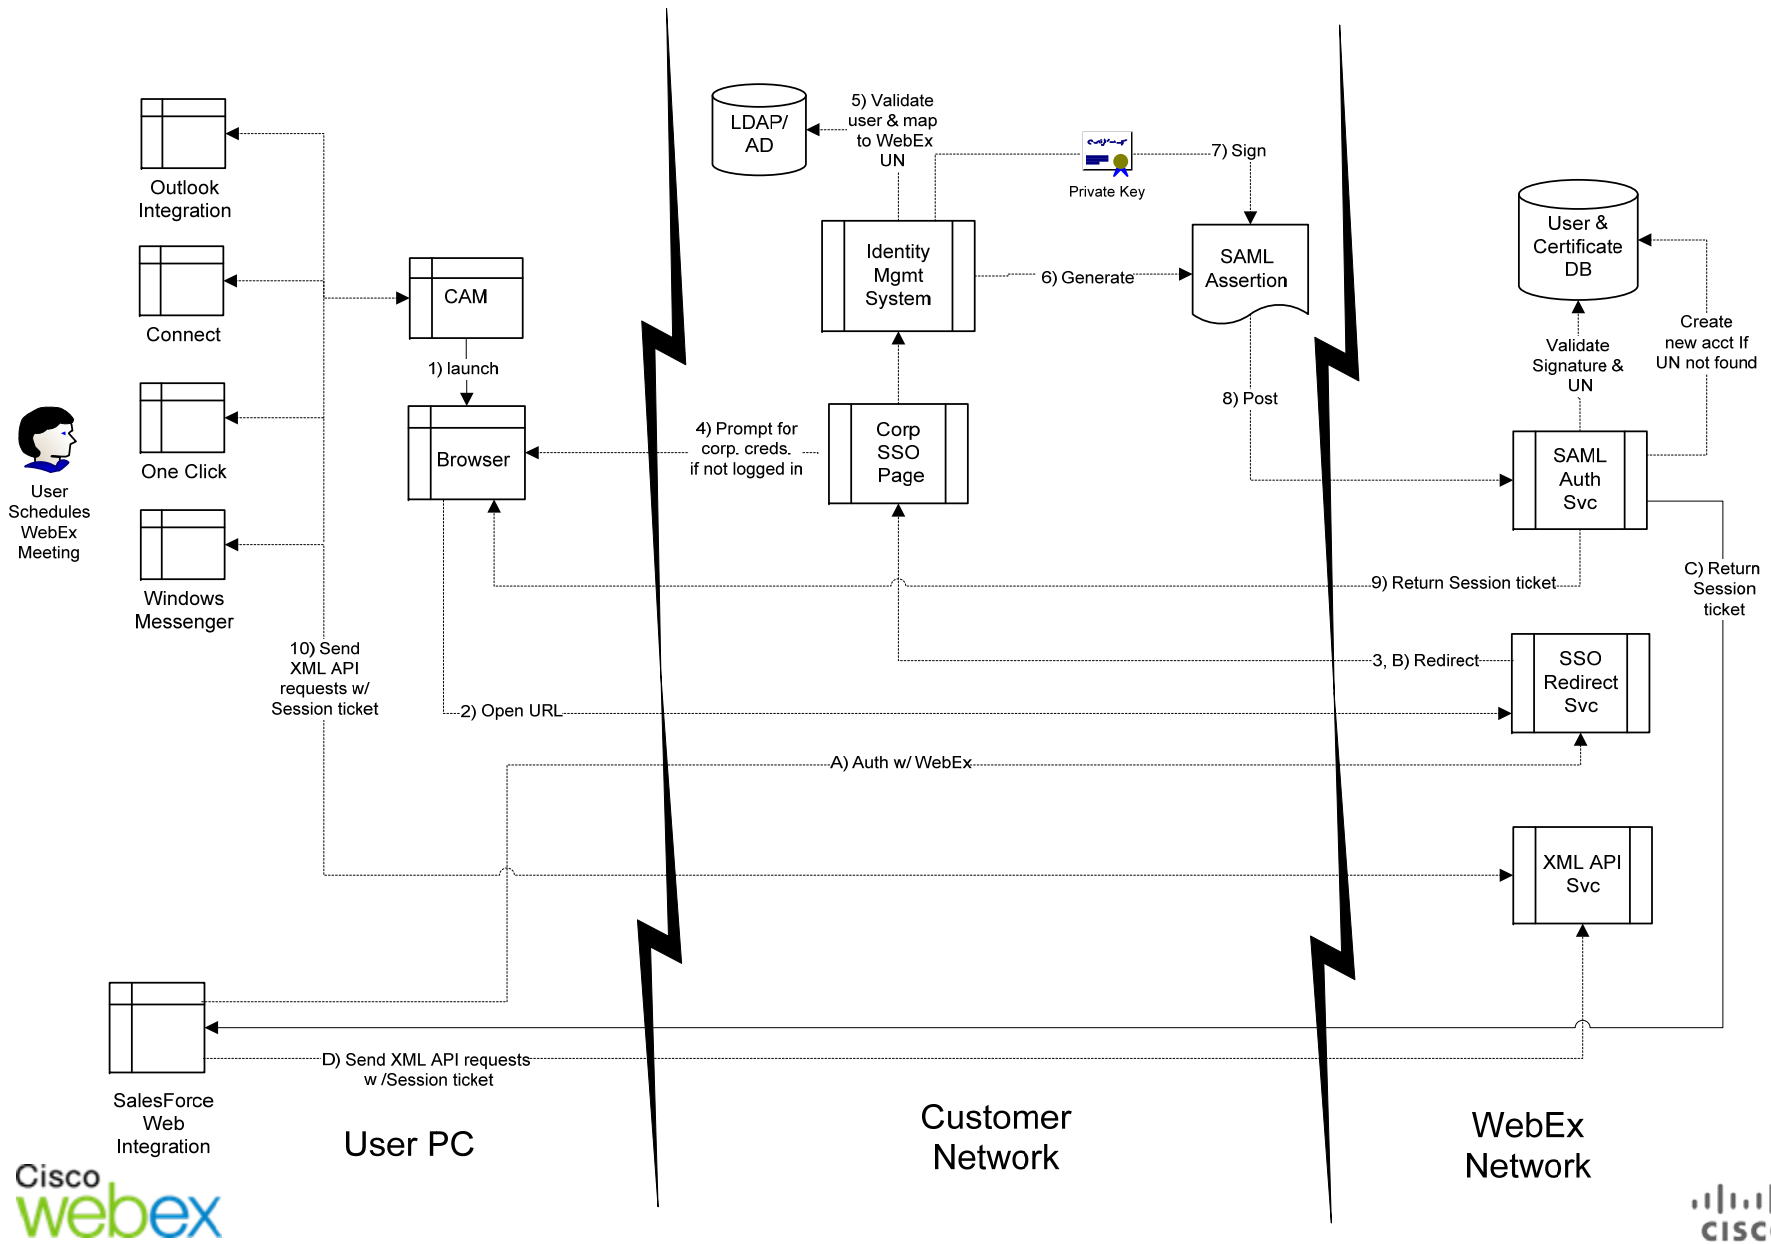 Outlook
Integration
Connect
One Click
Windows
Messenger
User
Schedules
WebEx
Meeting
CAM
1) launch
Browser
10) Send
XML API
requests w/
Session ticket
2) Open URL
SalesForce
Web
Integration
User PC
LDAP/
AD
5) Validate
user & map
to WebEx
UN
Private Key
7) Sign
Identity
Mgmt
System
6) Generate
SAML
Assertion
4) Prompt for
corp. creds.
if not logged in
Corp
SSO
Page
8) Post
9) Return Session ticket
3, B) Redirect
A) Auth w/ WebEx
D) Send XML API requests
w /Session ticket
Customer
Network
User &
Certificate
DB
Validate
Signature &
UN
Create
new acct If
UN not found
SAML
Auth
Svc
C) Return
Session
ticket
SSO
Redirect
Svc
XML API
Svc
WebEx
Network
Cisco
webex
CISCO